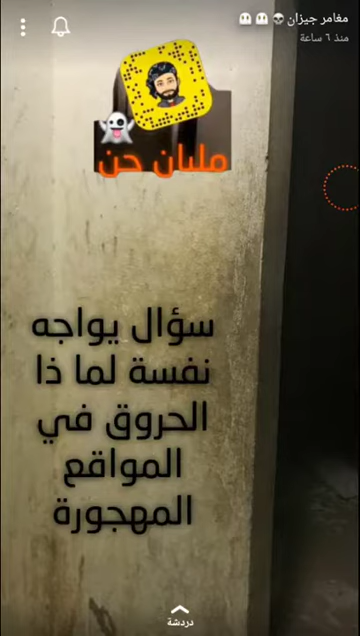 مغامر جيزان
منذ ٦ ساعة
مليان جن
سؤال يواجه
نفسة لما ذا
الحروق في
المواقع
المهجورة
دردشة